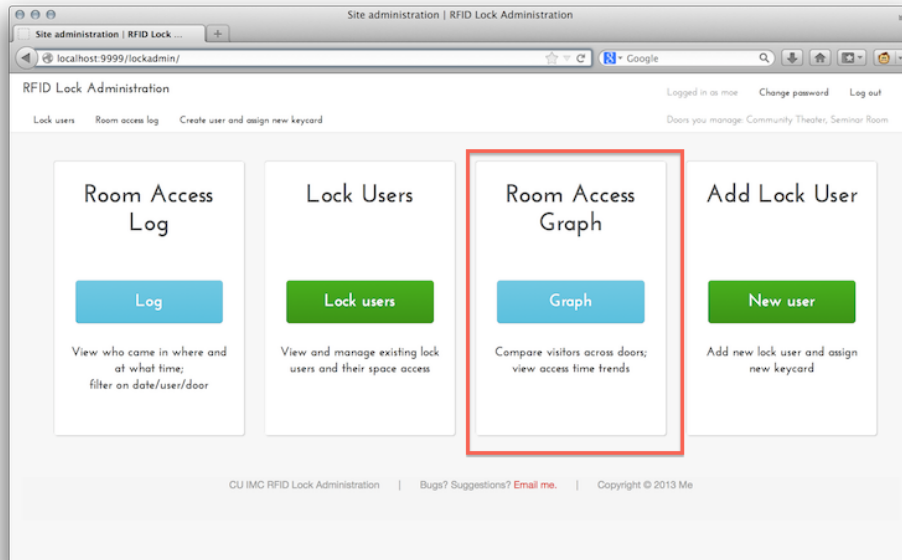 Site administration | RFID Lock Administration
Site administration | RFID Lock ...
localhost:9999/lockadmin/
Google
RFID Lock Administration
Logged in as moe Change password Log out
Lock users Room access log Create user and assign new keycard
Doors you manage: Community Theater, Seminar Room
Room Access
Log
Log
View who came in where and
at what time;
filter on date/user/door
Lock Users
Lock users
View and manage existing lock
users and their space access
Room Access
Graph
Graph
Compare visitors across doors;
view access time trends
Add Lock User
New user
Add new lock user and assign
new keycard
CU IMC RFID Lock Administration | Bugs? Suggestions? Email me. | Copyright © 2013 Me